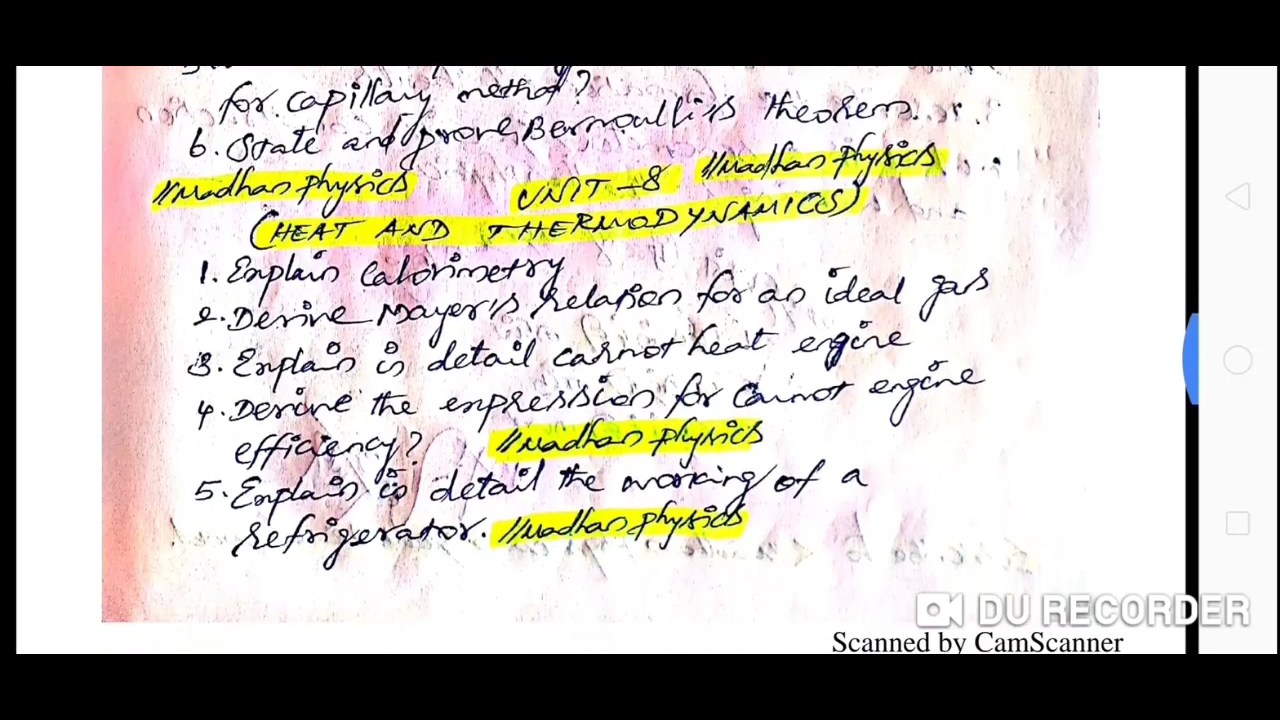 for capillary method?
6. State and prove Bernoulli's theorem.
//Madhan physics UNIT-8 //Madhan physics
(HEAT AND THERMODYNAMICS)
1. Explain Calorimetry
2. Derive Mayer's relation for an ideal gas
3. Explain in detail carnot heat engine
4. Derive the expression for Carnot engine
efficiency? //Madhan physics
5. Explain in detail the working of a
refrigerator. //Madhan physics
DU RECORDER
Scanned by CamScanner